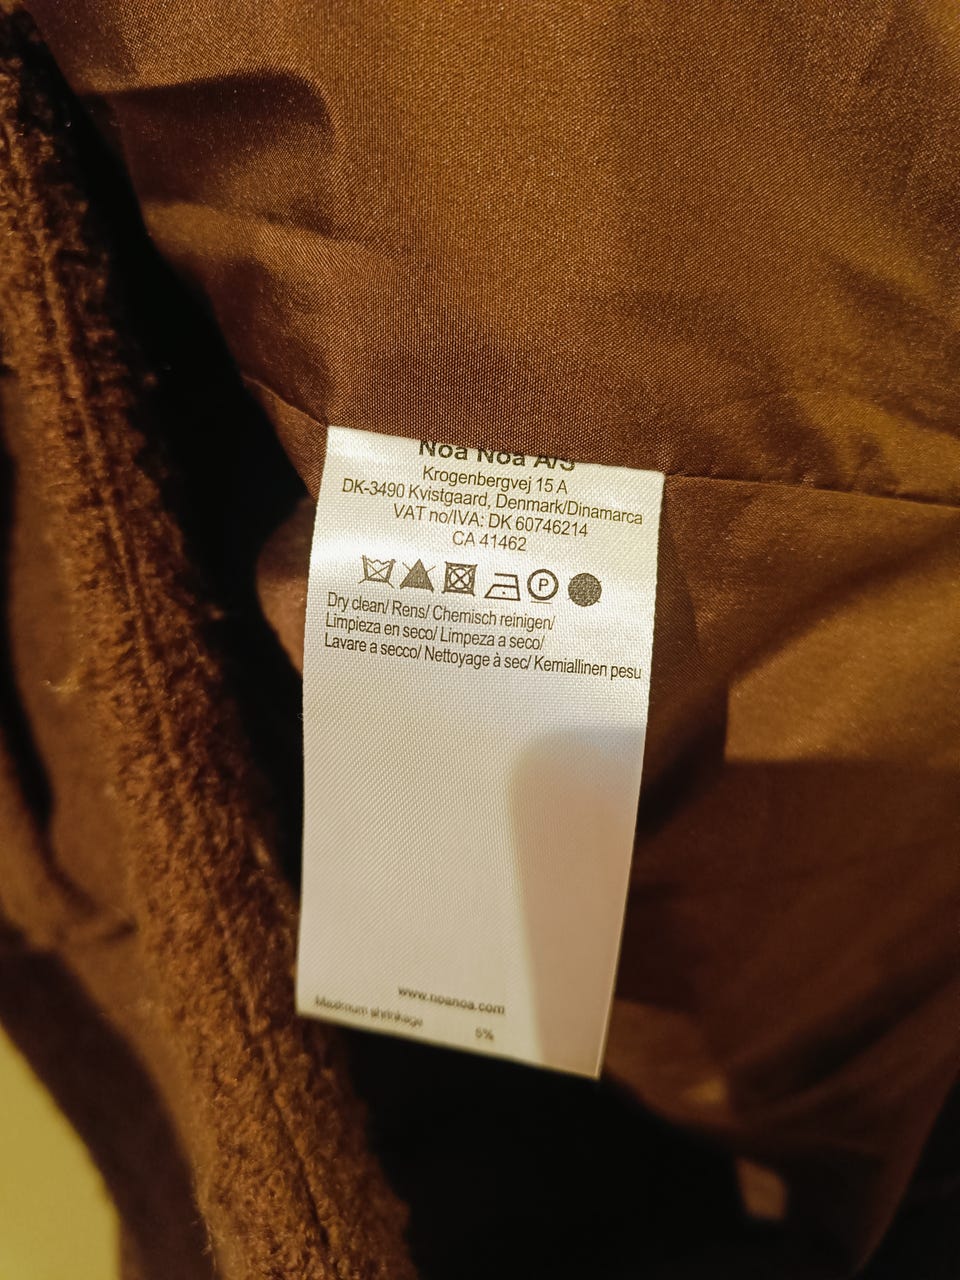 Noa Noa A/S
Krogenbergvej 15 A
DK-3490 Kvistgaard, Denmark/Dinamarca
VAT no/IVA: DK 60746214
CA 41462
P
Dry clean/ Rens/ Chemisch reinigen/
Limpieza en seco/ Limpeza a seco/
Lavare a secco/ Nettoyage à sec/ Kemiallinen pesu
www.noanoa.com
Maximum shrinkage 5%